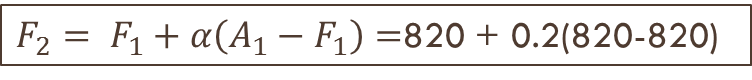 F₂ = F₁ + α(A₁ − F₁) =820 + 0.2(820-820)